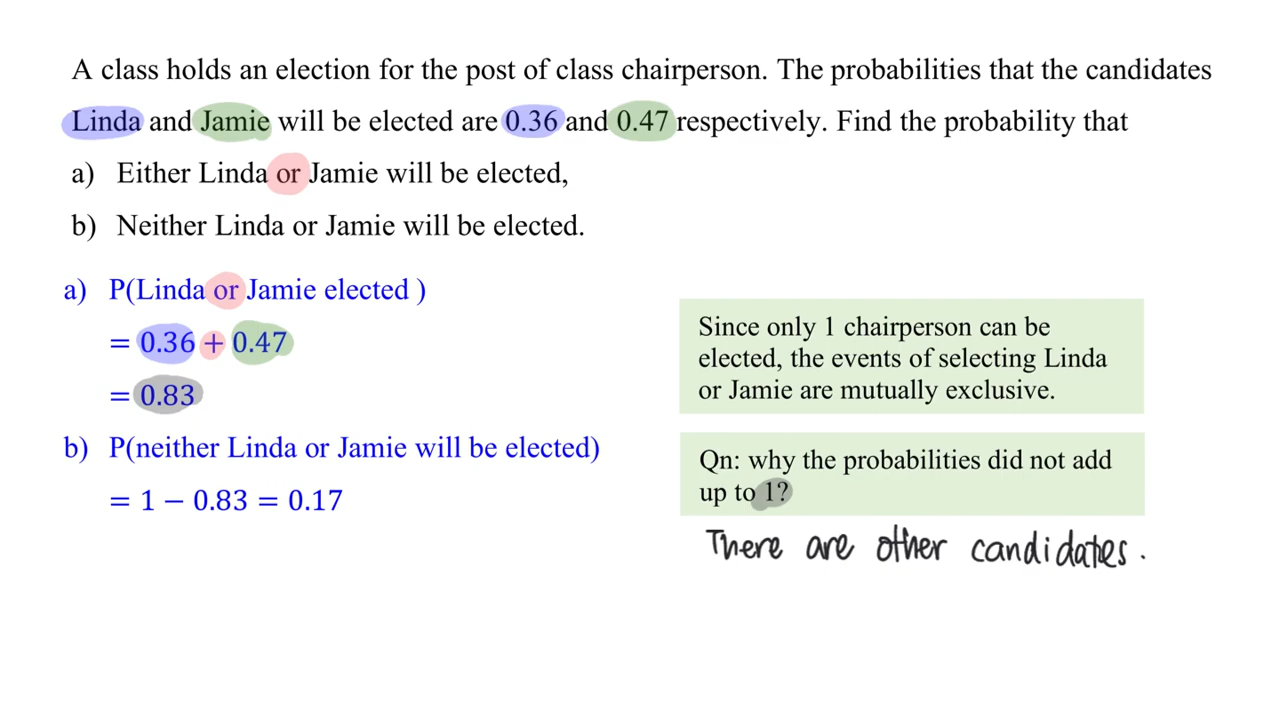 A class holds an election for the post of class chairperson. The probabilities that the candidates
Linda and Jamie will be elected are 0.36 and 0.47 respectively. Find the probability that
a) Either Linda or Jamie will be elected,
b) Neither Linda or Jamie will be elected.
a) P(Linda or Jamie elected )
= 0.36 + 0.47
= 0.83
b) P(neither Linda or Jamie will be elected)
= 1 − 0.83 = 0.17
Since only 1 chairperson can be
elected, the events of selecting Linda
or Jamie are mutually exclusive.
Qn: why the probabilities did not add
up to 1?
There are other candidates.